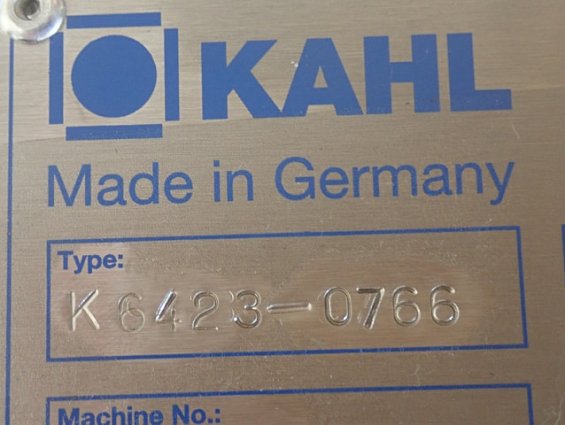 KAHL
Made in Germany
Type:
K 6423-0766
Machine No.: